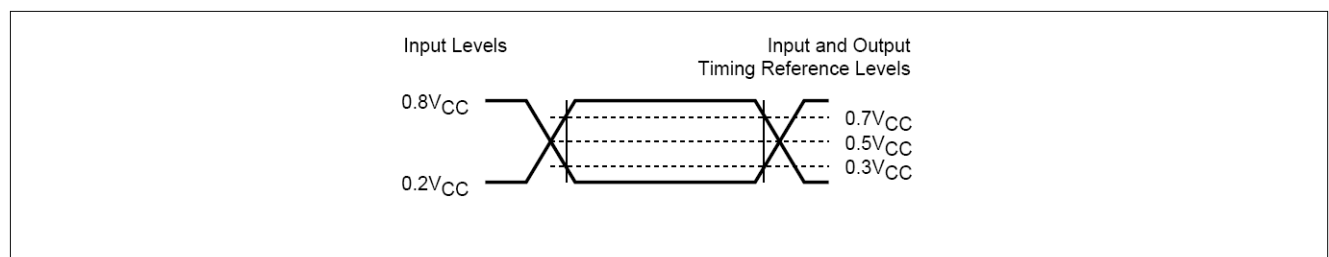 Input Levels
Input and Output
Timing Reference Levels
0.8VCC
0.7VCC
0.5VCC
0.3VCC
0.2VCC